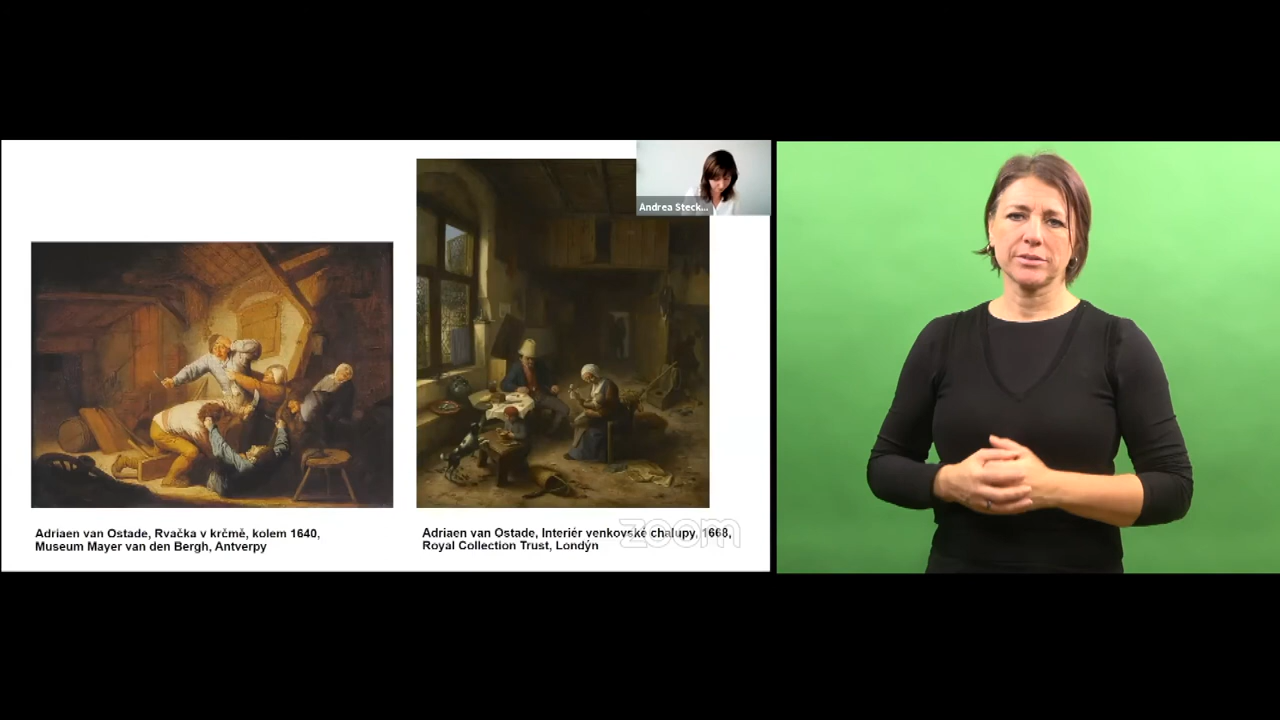 Andrea Steck...
Adriaen van Ostade, Rvačka v krčmě, kolem 1640,
Museum Mayer van den Bergh, Antverpy
Adriaen van Ostade, Interiér venkovské chalupy, 1668,
Royal Collection Trust, Londýn
zoom